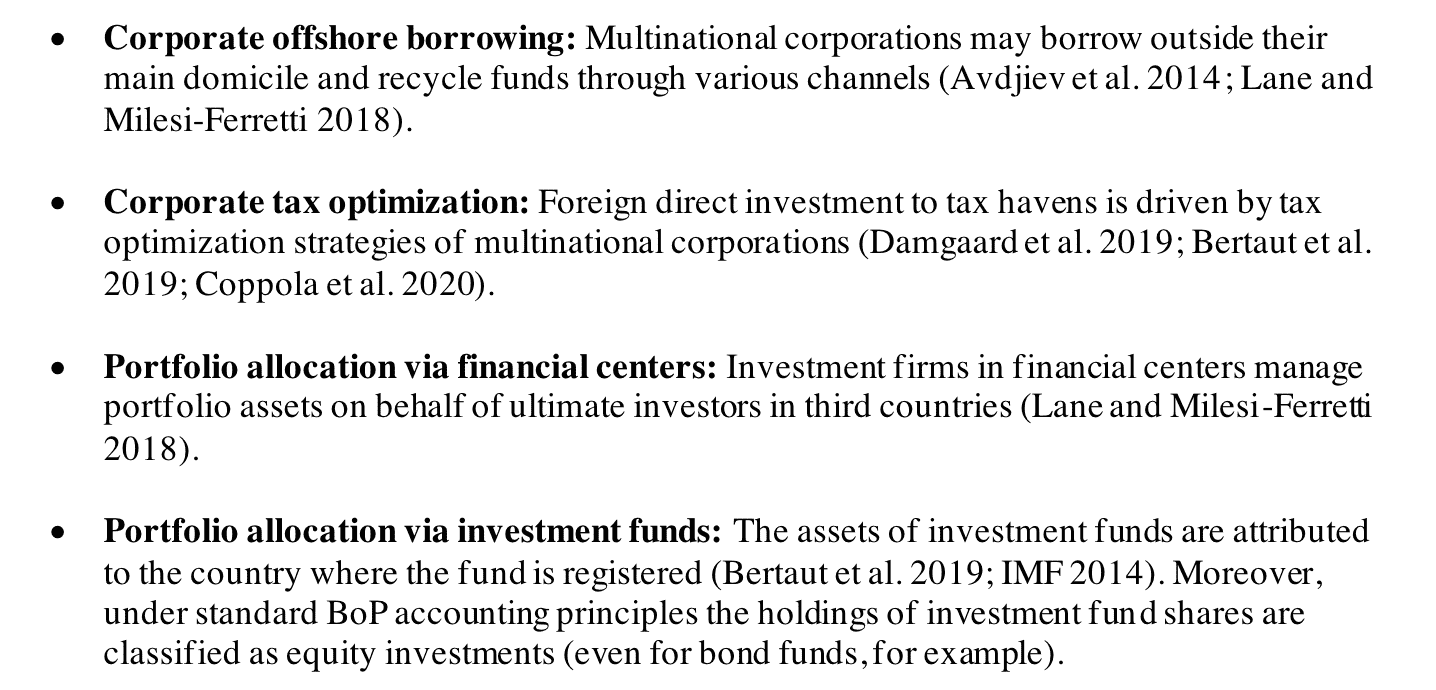 • Corporate offshore borrowing: Multinational corporations may borrow outside their
main domicile and recycle funds through various channels (Avdjiev et al. 2014; Lane and
Milesi-Ferretti 2018).
• Corporate tax optimization: Foreign direct investment to tax havens is driven by tax
optimization strategies of multinational corporations (Damgaard et al. 2019; Bertaut et al.
2019; Coppola et al. 2020).
• Portfolio allocation via financial centers: Investment firms in financial centers manage
portfolio assets on behalf of ultimate investors in third countries (Lane and Milesi-Ferretti
2018).
• Portfolio allocation via investment funds: The assets of investment funds are attributed
to the country where the fund is registered (Bertaut et al. 2019; IMF 2014). Moreover,
under standard BoP accounting principles the holdings of investment fund shares are
classified as equity investments (even for bond funds, for example).